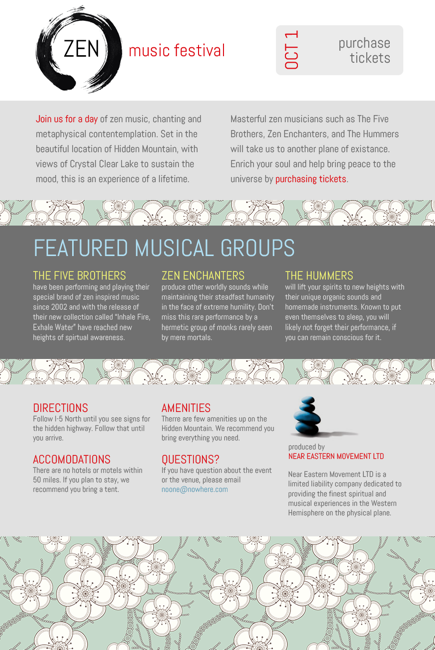 ZEN music festival
OCT 1
purchase
tickets
Join us for a day of zen music, chanting and
metaphysical contentemplation. Set in the
beautiful location of Hidden Mountain, with
views of Crystal Clear Lake to sustain the
mood, this is an experience of a lifetime.
Masterful zen musicians such as The Five
Brothers, Zen Enchanters, and The Hummers
will take us to another plane of existance.
Enrich your soul and help bring peace to the
universe by purchasing tickets.
FEATURED MUSICAL GROUPS
THE FIVE BROTHERS
have been performing and playing their
special brand of zen inspired music
since 2002 and with the release of
their new collection called "Inhale Fire,
Exhale Water" have reached new
heights of spirtual awareness.
ZEN ENCHANTERS
produce other worldly sounds while
maintaining their steadfast humanity
in the face of extreme humility. Don't
miss this rare performance by a
hermetic group of monks rarely seen
by mere mortals.
THE HUMMERS
will lift your spirits to new heights with
their unique organic sounds and
homemade instruments. Known to put
even themselves to sleep, you will
likely not forget their performance, if
you can remain conscious for it.
DIRECTIONS
Follow I-5 North until you see signs for
the hidden highway. Follow that until
you arrive.
ACCOMODATIONS
There are no hotels or motels within
50 miles. If you plan to stay, we
recommend you bring a tent.
AMENITIES
Therre are few amenities up on the
Hidden Mountain. We recommend you
bring everything you need.
QUESTIONS?
If you have question about the event
or the venue, please email
noone@nowhere.com
produced by
NEAR EASTERN MOVEMENT LTD
Near Eastern Movement LTD is a
limited liability company dedicated to
providing the finest spiritual and
musical experiences in the Western
Hemisphere on the physical plane.